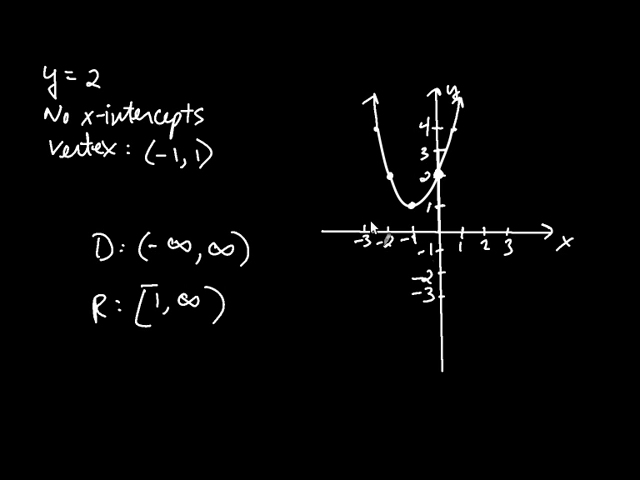 y = 2
No x-intercepts
Vertex: (-1, 1)
D: (-∞, ∞)
R: [1, ∞)
y
4
3
2
1
-3 -2 -1 1 2 3 x
-1
-2
-3